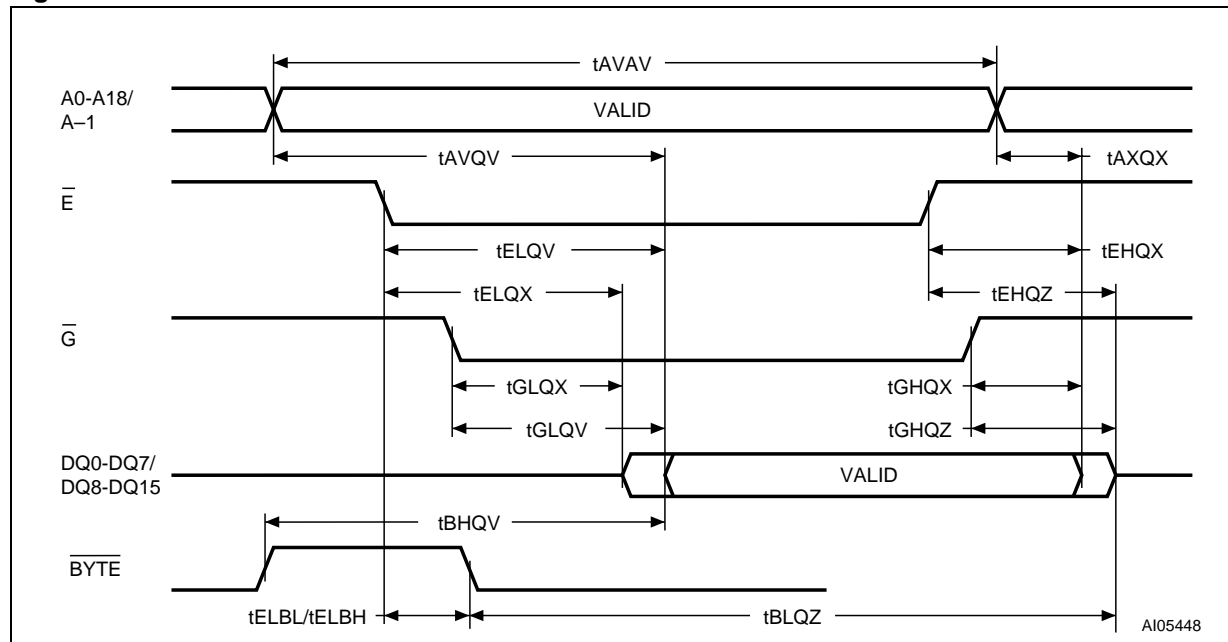 tAVAV
A0-A18/
A–1
VALID
tAVQV
tAXQX
E
tELQV
tEHQX
tELQX
tEHQZ
G
tGLQX
tGHQX
tGLQV
tGHQZ
DQ0-DQ7/
DQ8-DQ15
VALID
tBHQV
BYTE
tELBL/tELBH
tBLQZ
AI05448